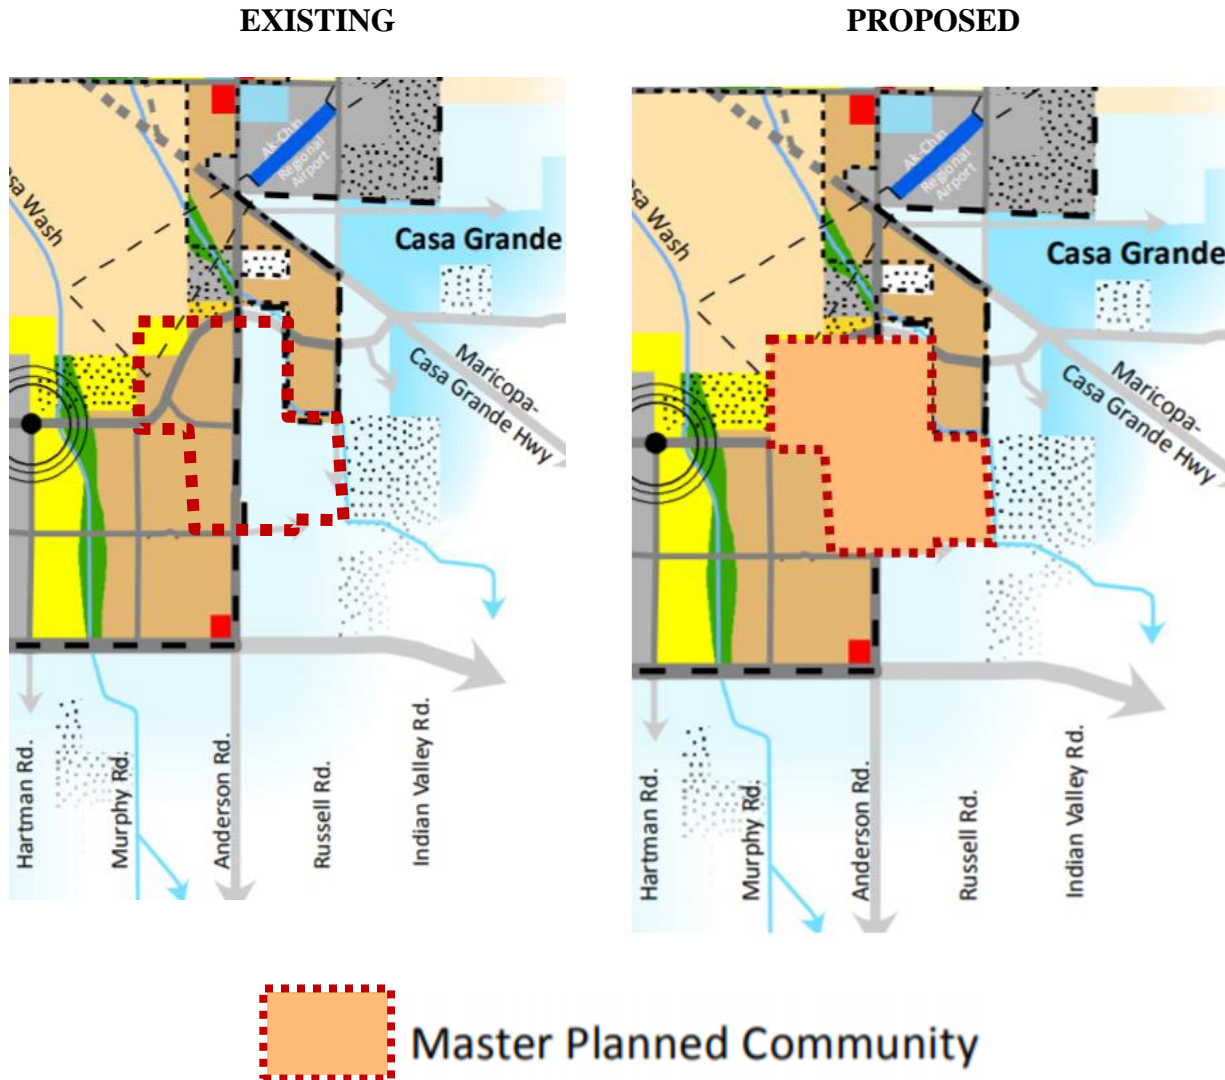 EXISTING
PROPOSED
Ak-Chin
Regional
Airport
sa Wash
Casa Grande
Maricopa-
Casa Grande Hwy
Hartman Rd.
Murphy Rd.
Anderson Rd.
Russell Rd.
Indian Valley Rd.
Ak-Chin
Regional
Airport
sa Wash
Casa Grande
Maricopa-
Casa Grande Hwy
Hartman Rd.
Murphy Rd.
Anderson Rd.
Russell Rd.
Indian Valley Rd.
Master Planned Community